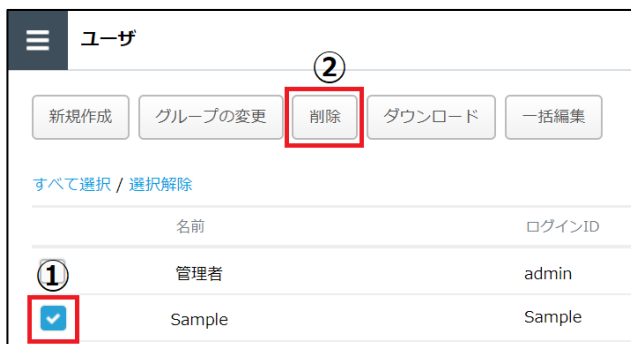 ユーザ
②
新規作成 グループの変更 削除 ダウンロード 一括編集
すべて選択 / 選択解除
名前 ログインID
① 管理者 admin
Sample Sample